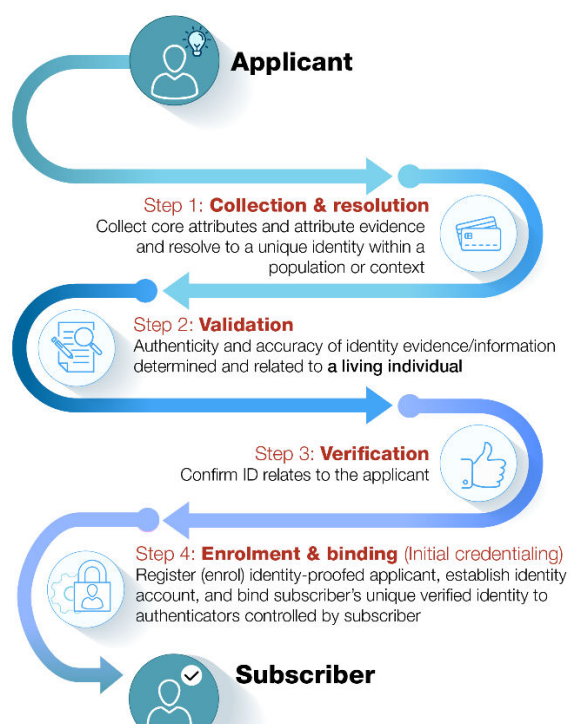 Applicant
Step 1: Collection & resolution
Collect core attributes and attribute evidence
and resolve to a unique identity within a
population or context
Step 2: Validation
Authenticity and accuracy of identity evidence/information
determined and related to a living individual
Step 3: Verification
Confirm ID relates to the applicant
Step 4: Enrolment & binding (Initial credentialing)
Register (enrol) identity-proofed applicant, establish identity
account, and bind subscriber's unique verified identity to
authenticators controlled by subscriber
Subscriber